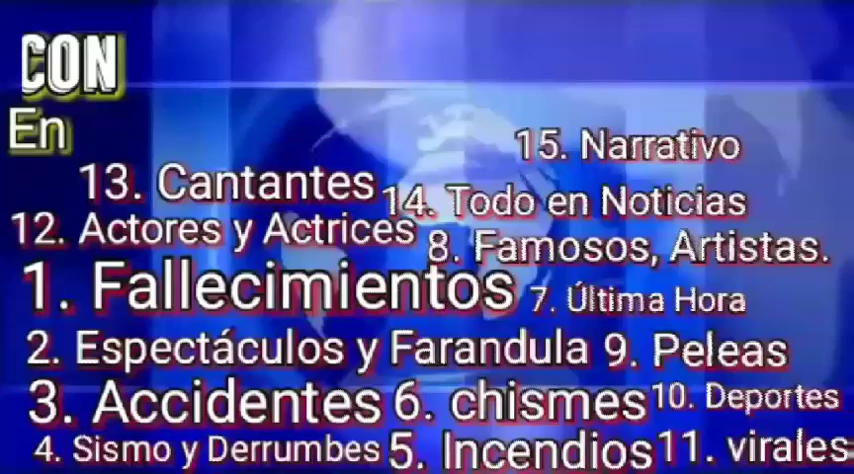 CON
En
15. Narrativo
13. Cantantes
14. Todo en Noticias
12. Actores y Actrices
8. Famosos, Artistas.
1. Fallecimientos
7. Última Hora
2. Espectáculos y Farandula
9. Peleas
3. Accidentes
6. chismes
10. Deportes
4. Sismo y Derrumbes
5. Incendios
11. virales